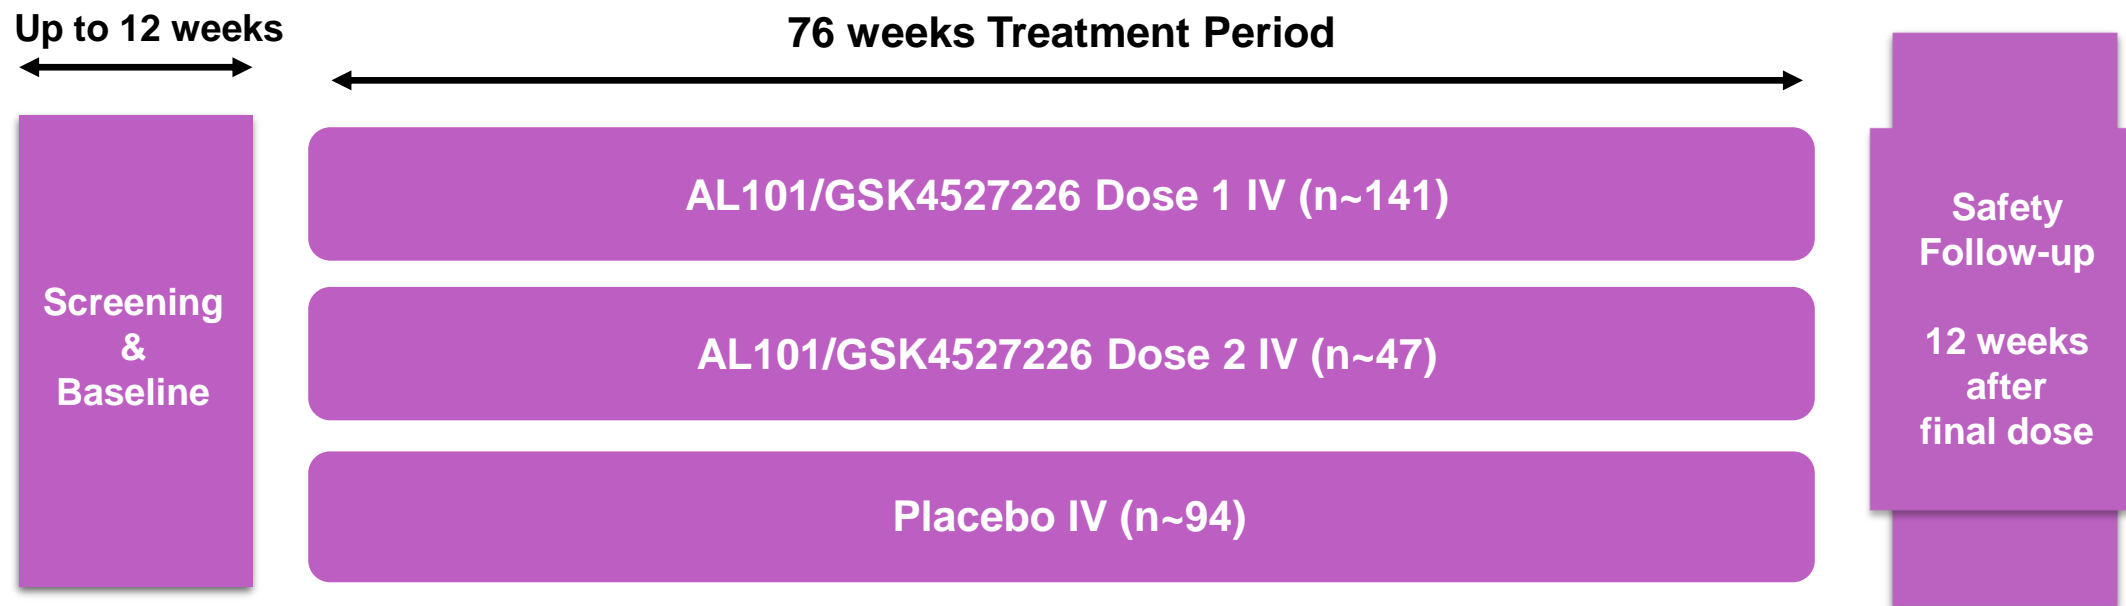 Up to 12 weeks
76 weeks Treatment Period
Screening
&
Baseline
AL101/GSK4527226 Dose 1 IV (n~141)
AL101/GSK4527226 Dose 2 IV (n~47)
Placebo IV (n~94)
Safety
Follow-up
12 weeks
after
final dose